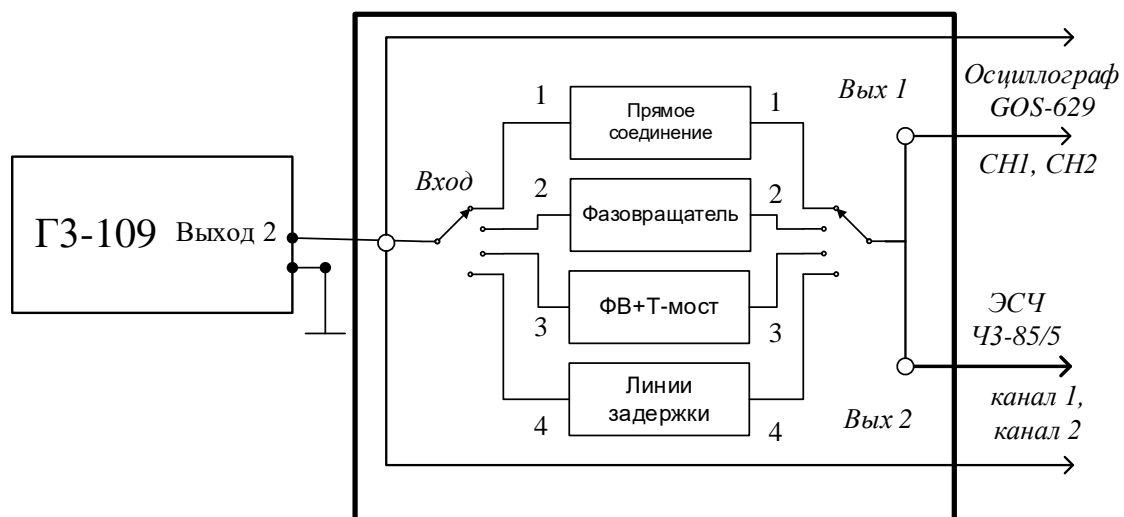 Осциллограф
GOS-629
Вых 1
1
Прямое
соединение
1
CH1, CH2
Вход
2
Фазовращатель
2
Г3-109
Выход 2
ФВ+Т-мост
3
3
ЭСЧ
Ч3-85/5
Линии
задержки
4
4
Вых 2
канал 1,
канал 2